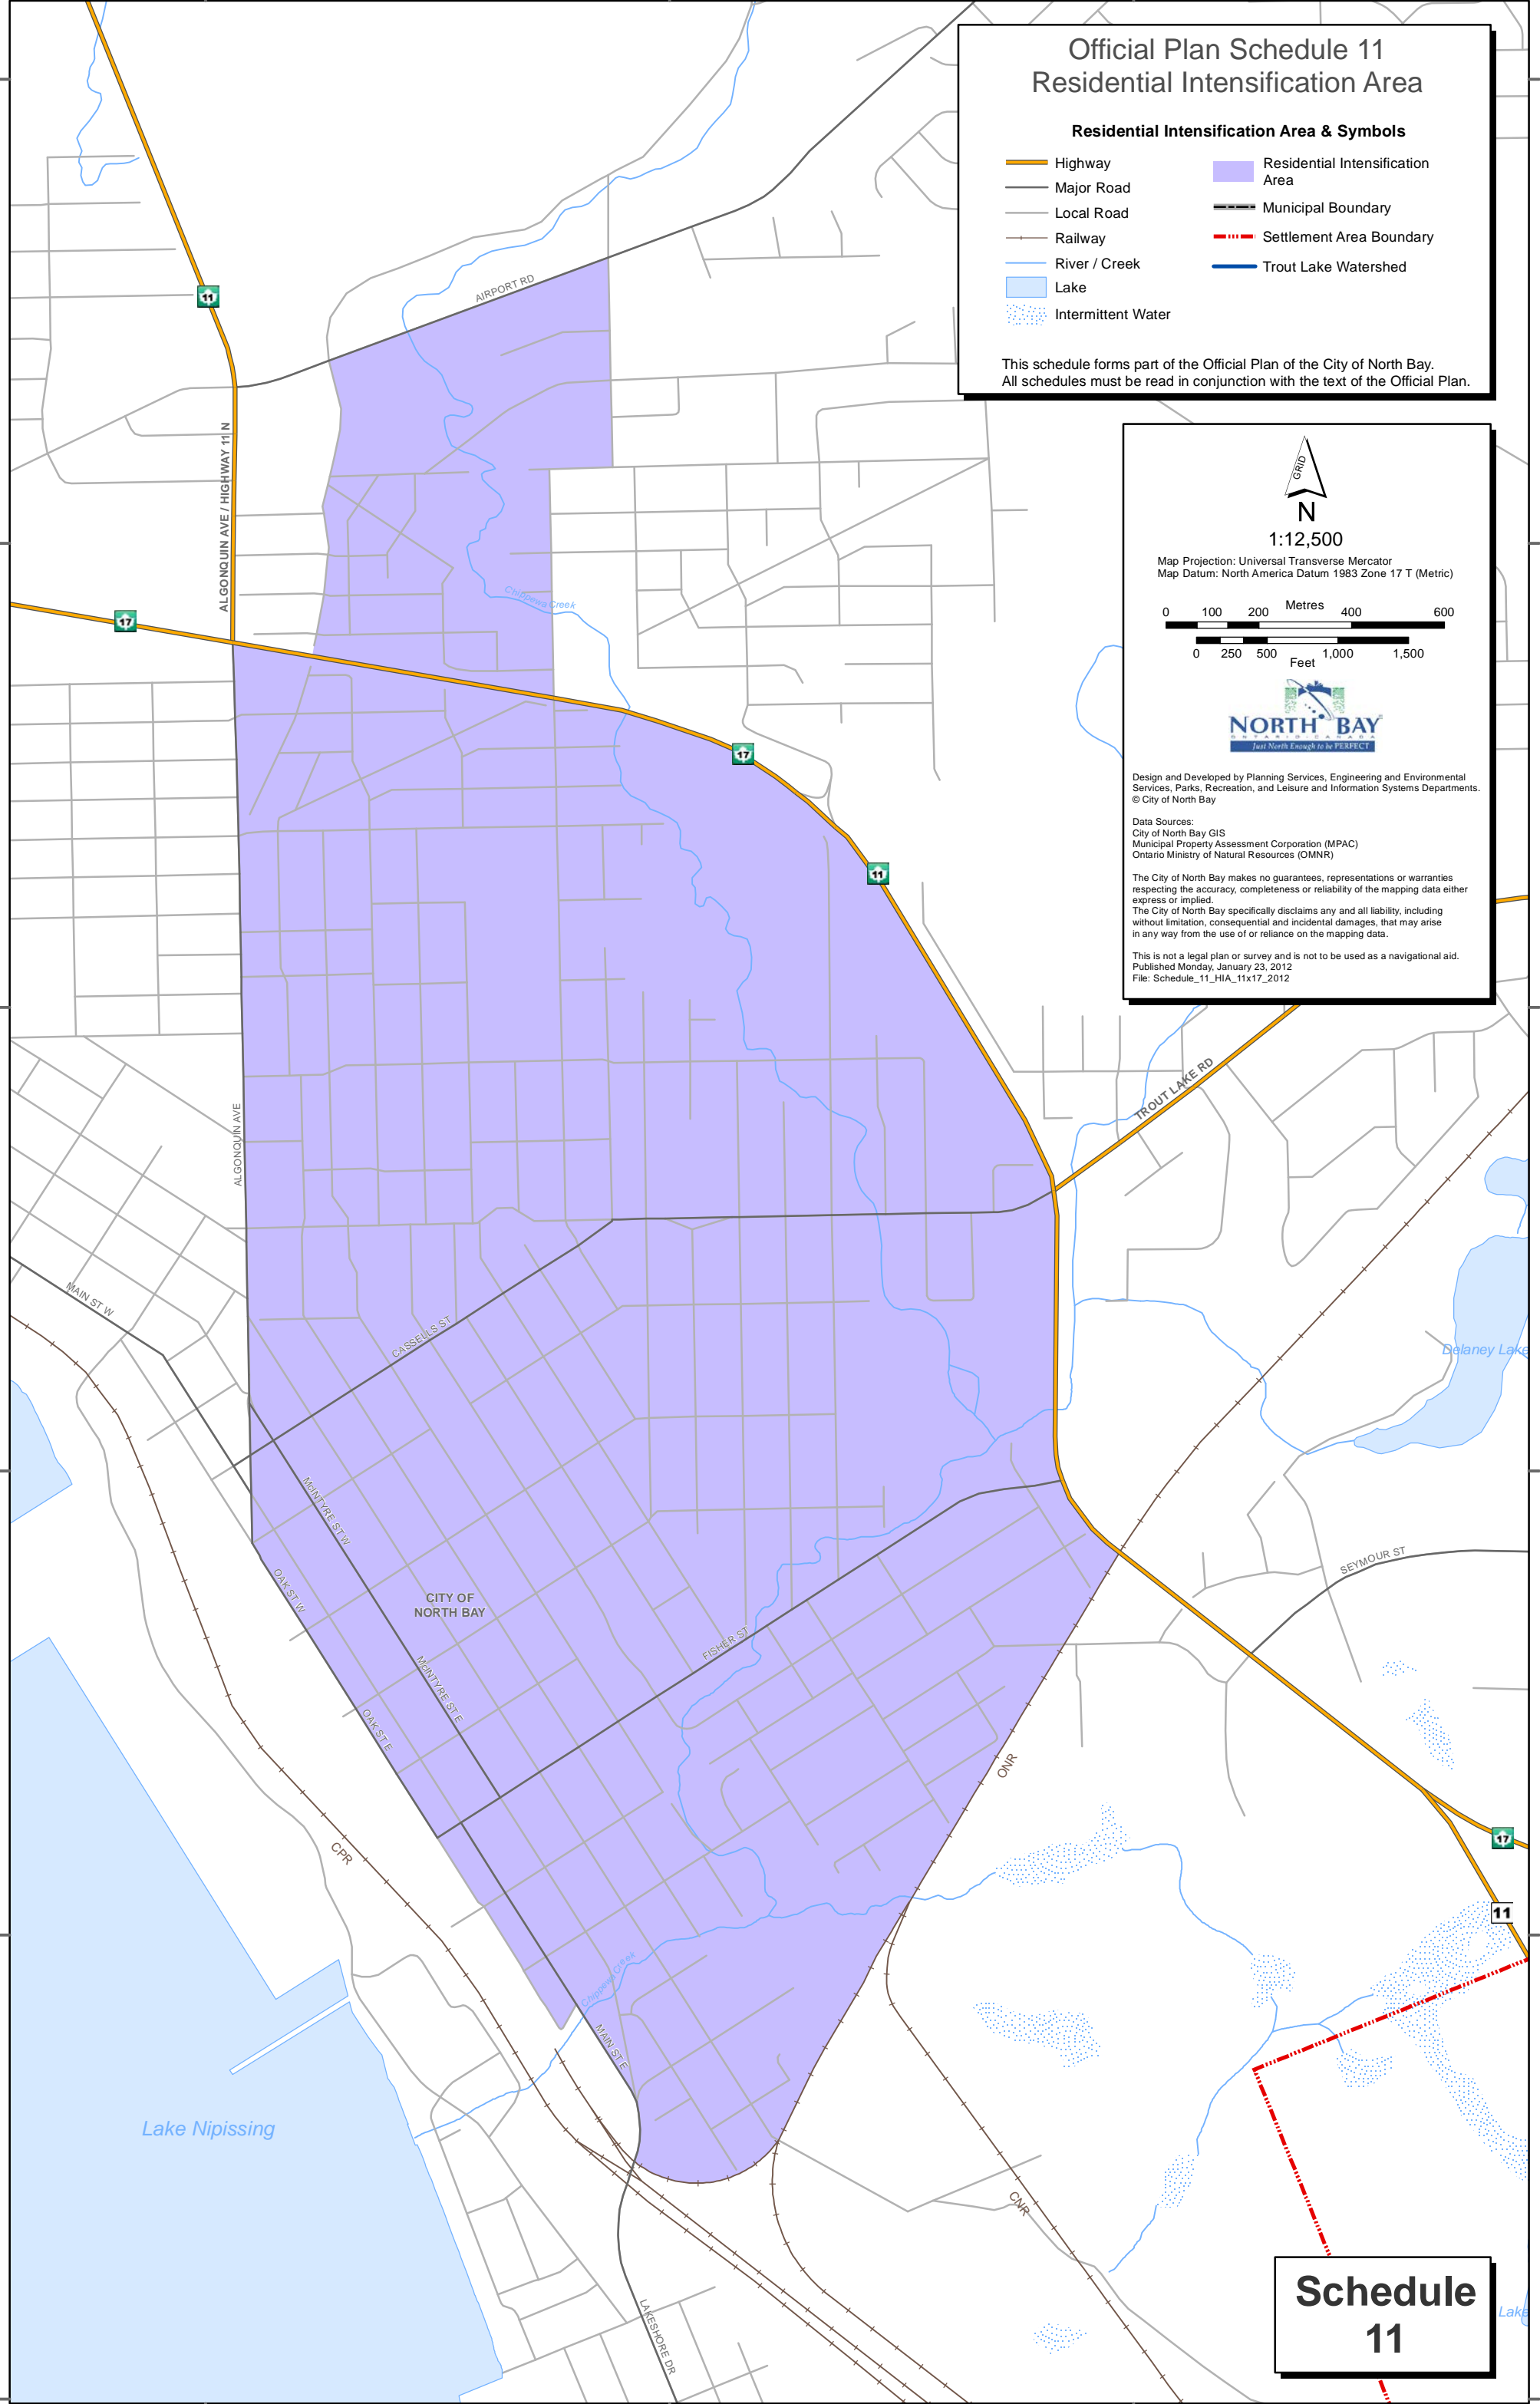 Official Plan Schedule 11
Residential Intensification Area
Residential Intensification Area & Symbols
Highway
Major Road
Local Road
Railway
River / Creek
Lake
Intermittent Water
Residential Intensification
Area
Municipal Boundary
Settlement Area Boundary
Trout Lake Watershed
This schedule forms part of the Official Plan of the City of North Bay.
All schedules must be read in conjunction with the text of the Official Plan.
GRID
N
1:12,500
Map Projection: Universal Transverse Mercator
Map Datum: North America Datum 1983 Zone 17 T (Metric)
Metres
0 100 200 400 600
0 250 500 1,000 1,500
Feet
NORTH BAY
ONTARIO CANADA
Just North Enough to be PERFECT
Design and Developed by Planning Services, Engineering and Environmental
Services, Parks, Recreation, and Leisure and Information Systems Departments.
© City of North Bay
Data Sources:
City of North Bay GIS
Municipal Property Assessment Corporation (MPAC)
Ontario Ministry of Natural Resources (OMNR)
The City of North Bay makes no guarantees, representations or warranties
respecting the accuracy, completeness or reliability of the mapping data either
express or implied.
The City of North Bay specifically disclaims any and all liability, including
without limitation, consequential and incidental damages, that may arise
in any way from the use of or reliance on the mapping data.
This is not a legal plan or survey and is not to be used as a navigational aid.
Published Monday, January 23, 2012
File: Schedule_11_HIA_11x17_2012
AIRPORT RD
11
ALGONQUIN AVE / HIGHWAY 11 N
17
Chippewa Creek
17
11
TROUT LAKE RD
ALGONQUIN AVE
MAIN ST W
CASSELLS ST
Delaney Lake
McINTYRE ST W
OAK ST W
CITY OF
NORTH BAY
SEYMOUR ST
FISHER ST
McINTYRE ST E
OAK ST E
ONR
CPR
17
11
Chippewa Creek
MAIN ST E
Lake Nipissing
CNR
LAKESHORE DR
Lake
Schedule
11